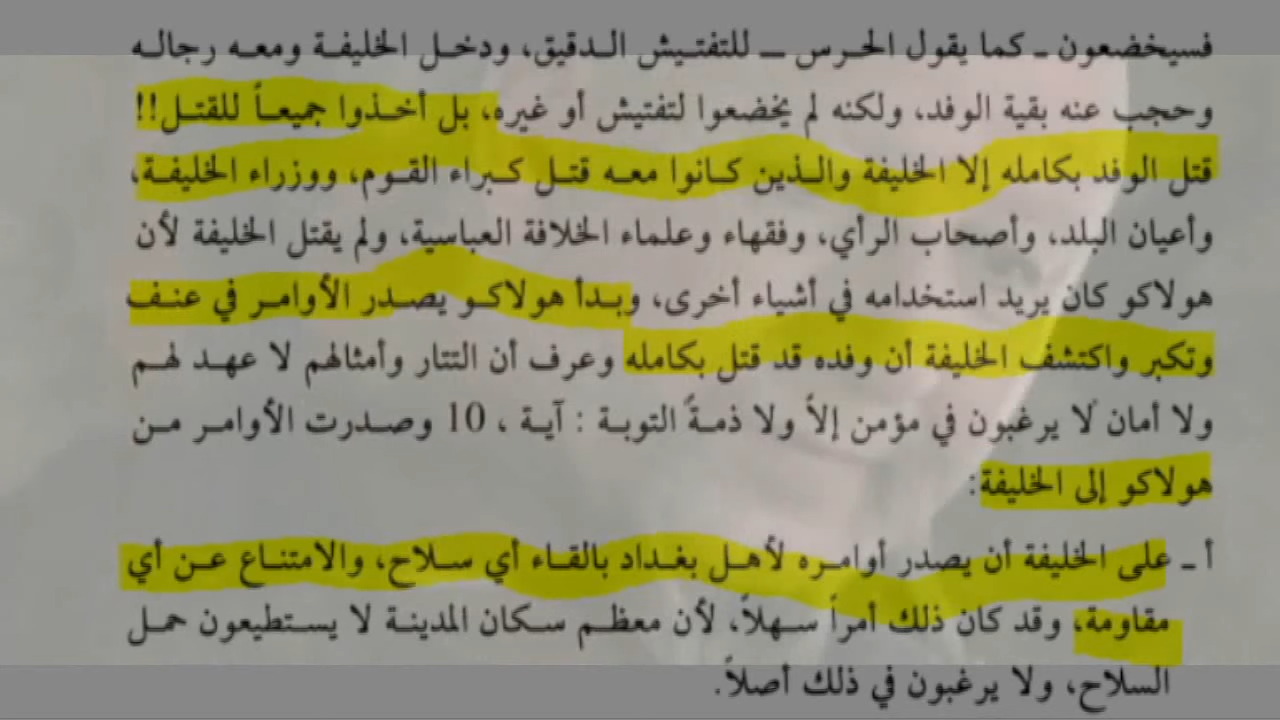 فسيخضعون ـ كما يقول الحرس ــ للتفتيش الدقيق، ودخل الخليفة ومعه رجاله
وحجب عنه بقية الوفد، ولكنه لم يخضعوا لتفتيش أو غيره، بل أخذوا جميعاً للقتل!!
قتل الوفد بكامله إلا الخليفة والذين كانوا معه قتل كبراء القوم، ووزراء الخليفة،
وأعيان البلد، وأصحاب الرأي، وفقهاء وعلماء الخلافة العباسية، ولم يقتل الخليفة لأن
هولاكو كان يريد استخدامه في أشياء أخرى، وبدأ هولاكو يصدر الأوامر في عنف
وتكبر واكتشف الخليفة أن وفده قد قتل بكامله وعرف أن التتار وأمثالهم لا عهد لهم
ولا أمان لا يرغبون في مؤمن إلاً ولا ذمةً التوبة : آية ، 10 وصدرت الأوامر من
هولاكو إلى الخليفة:
أ ـ على الخليفة أن يصدر أوامره لأهل بغداد بالقاء أي سلاح، والامتناع عن أي
مقاومة، وقد كان ذلك أمراً سهلاً، لأن معظم سكان المدينة لا يستطيعون حمل
السلاح، ولا يرغبون في ذلك أصلاً.